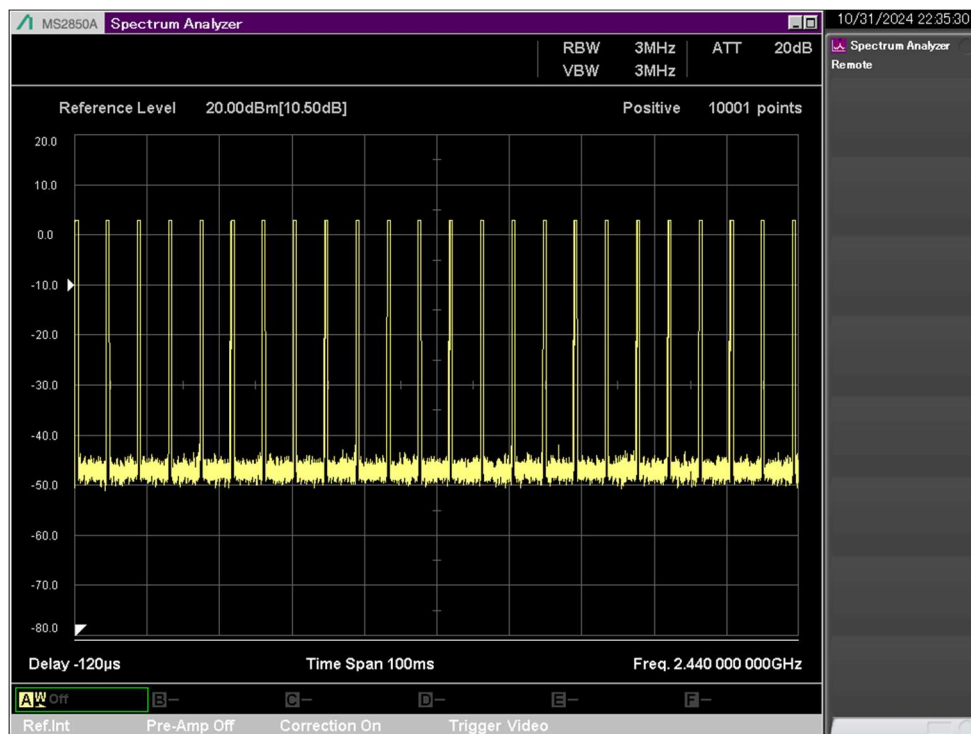 MS2850A Spectrum Analyzer
10/31/2024 22:35:30
Spectrum Analyzer
Remote
RBW 3MHz ATT 20dB
VBW 3MHz
Reference Level 20.00dBm[10.50dB] Positive 10001 points
20.0
10.0
0.0
-10.0
-20.0
-30.0
-40.0
-50.0
-60.0
-70.0
-80.0
Delay -120µs Time Span 100ms Freq. 2.440 000 000GHz
A W Off B- C- D- E- F-
Ref.Int Pre-Amp Off Correction On Trigger Video